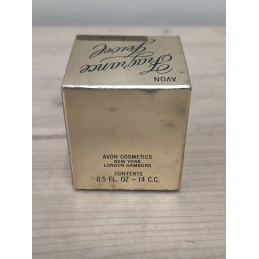 AVON
Fragrance
Jewel
AVON COSMETICS
NEW YORK
LONDON HAMBURG
CONTENTS
0.5 FL. OZ - 14 C.C.